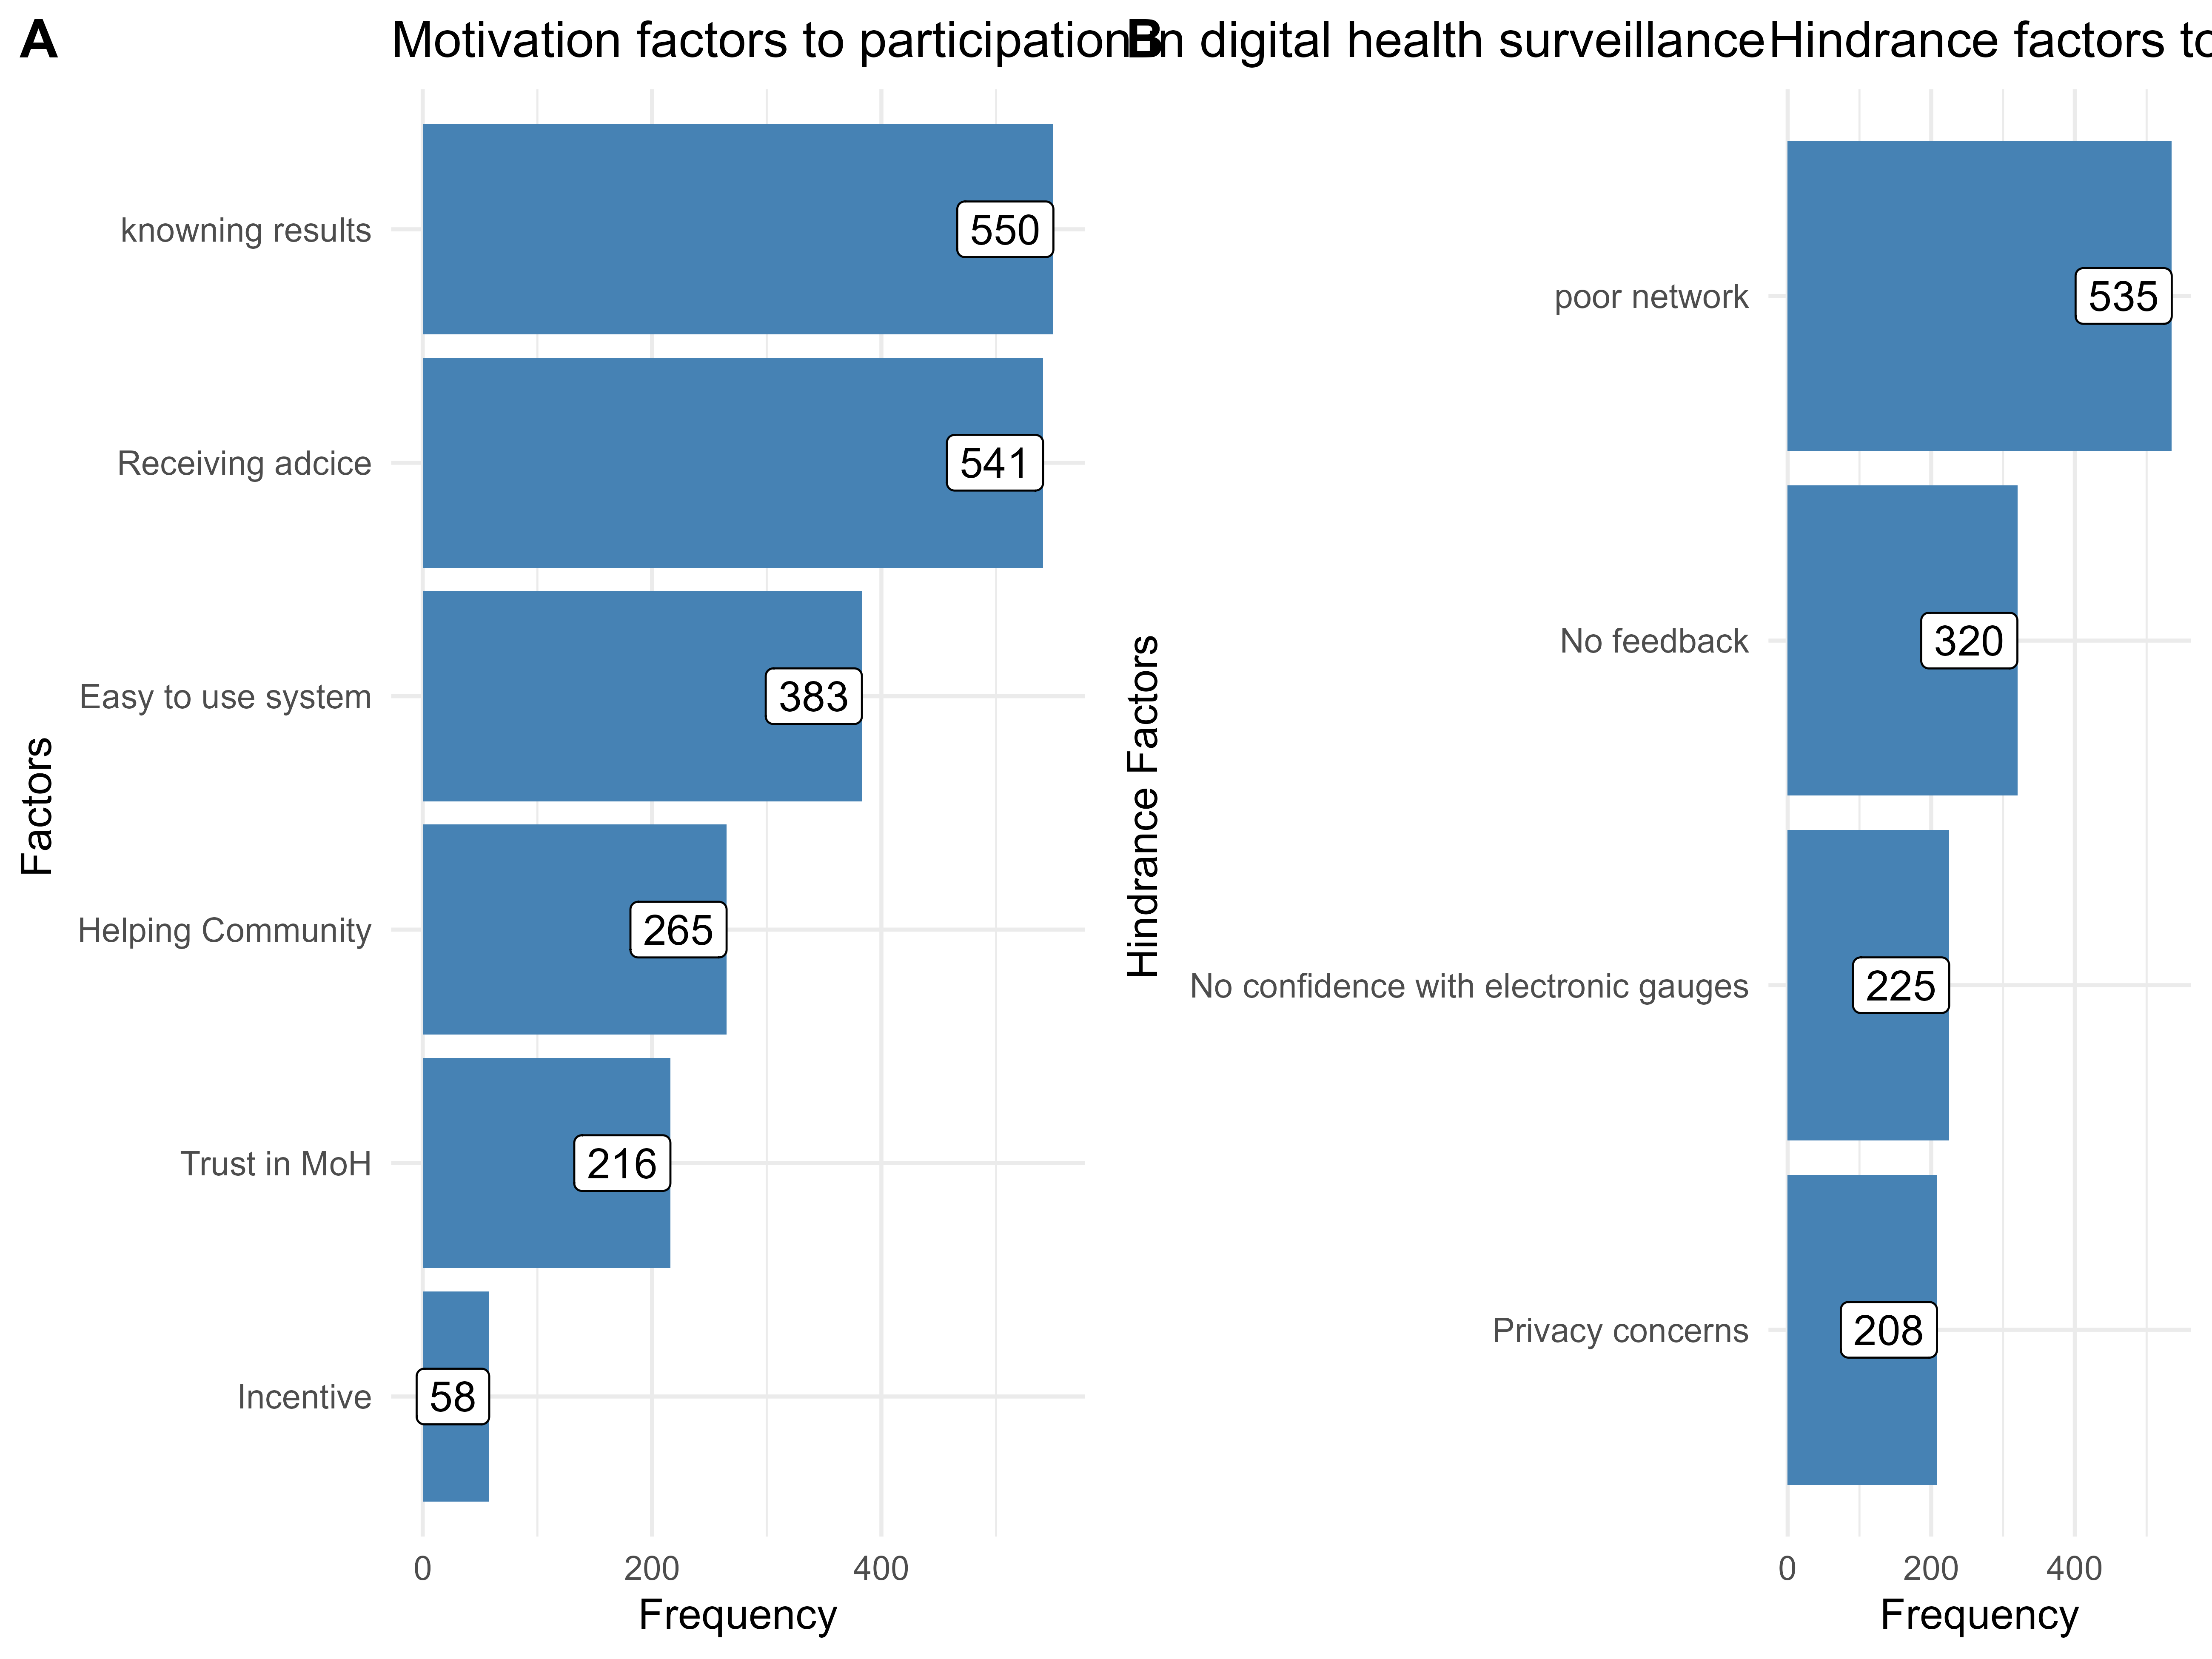 A
Motivation factors to participation in digital health surveillance
knowning results
550
Receiving adcice
541
Easy to use system
383
Helping Community
265
Trust in MoH
216
Incentive
58
Factors
0 200 400
Frequency
B
Hindrance factors to
poor network
535
No feedback
320
No confidence with electronic gauges
225
Privacy concerns
208
Hindrance Factors
0 200 400
Frequency